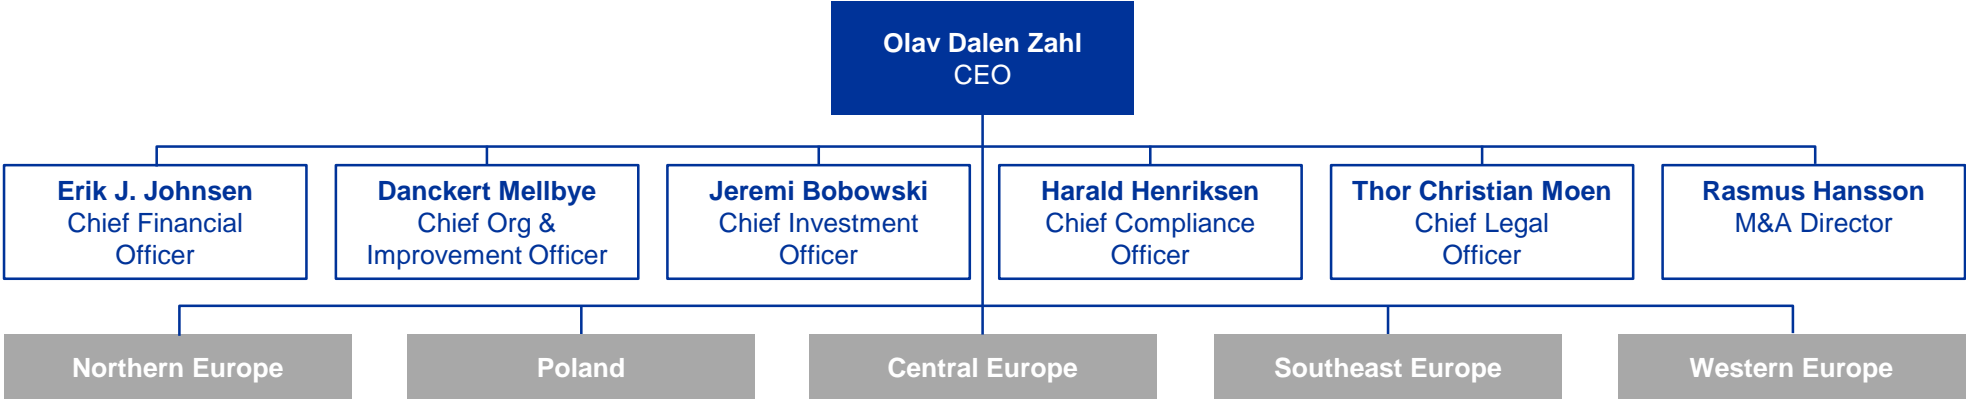 Olav Dalen Zahl
CEO
Erik J. Johnsen
Chief Financial
Officer
Danckert Mellbye
Chief Org &
Improvement Officer
Jeremi Bobowski
Chief Investment
Officer
Harald Henriksen
Chief Compliance
Officer
Thor Christian Moen
Chief Legal
Officer
Rasmus Hansson
M&A Director
Northern Europe
Poland
Central Europe
Southeast Europe
Western Europe